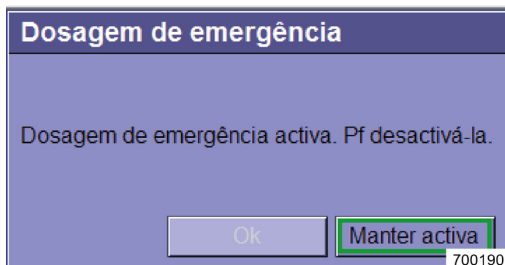 Dosagem de emergência
Dosagem de emergência activa. Pf desactivá-la.
Ok
Manter activa
700190